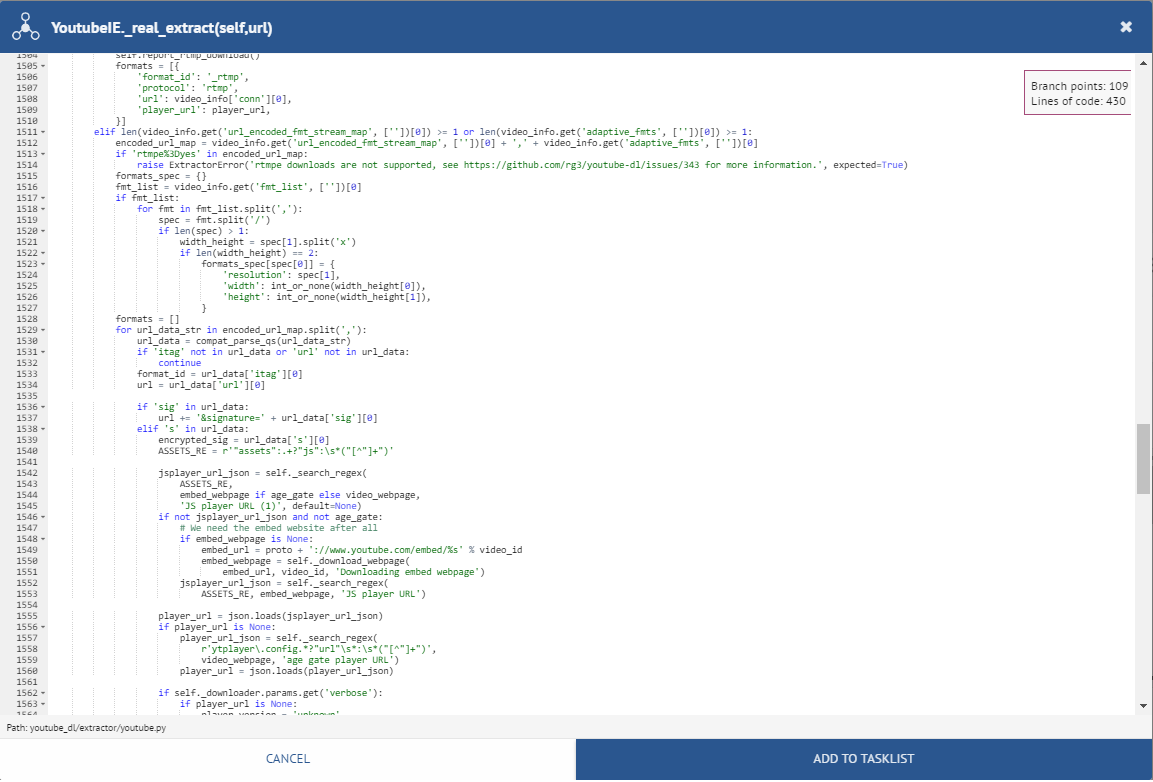 YoutubeIE._real_extract(self,url)
1504 self.report_rtmp_download()
1505 formats = [{
1506 'format_id': '_rtmp',
1507 'protocol': 'rtmp',
1508 'url': video_info['conn'][0],
1509 'player_url': player_url,
1510 }]
1511 elif len(video_info.get('url_encoded_fmt_stream_map', [''])[0]) >= 1 or len(video_info.get('adaptive_fmts', [''])[0]) >= 1:
1512 encoded_url_map = video_info.get('url_encoded_fmt_stream_map', [''])[0] + ',' + video_info.get('adaptive_fmts', [''])[0]
1513 if 'rtmpe%3Dyes' in encoded_url_map:
1514 raise ExtractorError('rtmpe downloads are not supported, see https://github.com/rg3/youtube-dl/issues/343 for more information.', expected=True)
1515 formats_spec = {}
1516 fmt_list = video_info.get('fmt_list', [''])[0]
1517 if fmt_list:
1518 for fmt in fmt_list.split(','):
1519 spec = fmt.split('/')
1520 if len(spec) > 1:
1521 width_height = spec[1].split('x')
1522 if len(width_height) == 2:
1523 formats_spec[spec[0]] = {
1524 'resolution': spec[1],
1525 'width': int_or_none(width_height[0]),
1526 'height': int_or_none(width_height[1]),
1527 }
1528 formats = []
1529 for url_data_str in encoded_url_map.split(','):
1530 url_data = compat_parse_qs(url_data_str)
1531 if 'itag' not in url_data or 'url' not in url_data:
1532 continue
1533 format_id = url_data['itag'][0]
1534 url = url_data['url'][0]
1535
1536 if 'sig' in url_data:
1537 url += '&signature=' + url_data['sig'][0]
1538 elif 's' in url_data:
1539 encrypted_sig = url_data['s'][0]
1540 ASSETS_RE = r'"assets":.+?"js":\s*("[^"]+")'
1541
1542 jsplayer_url_json = self._search_regex(
1543 ASSETS_RE,
1544 embed_webpage if age_gate else video_webpage,
1545 'JS player URL (1)', default=None)
1546 if not jsplayer_url_json and not age_gate:
1547 # We need the embed website after all
1548 if embed_webpage is None:
1549 embed_url = proto + '://www.youtube.com/embed/%s' % video_id
1550 embed_webpage = self._download_webpage(
1551 embed_url, video_id, 'Downloading embed webpage')
1552 jsplayer_url_json = self._search_regex(
1553 ASSETS_RE, embed_webpage, 'JS player URL')
1554
1555 player_url = json.loads(jsplayer_url_json)
1556 if player_url is None:
1557 player_url_json = self._search_regex(
1558 r'ytplayer\.config.*?"url"\s*:\s*("[^"]+")',
1559 video_webpage, 'age gate player URL')
1560 player_url = json.loads(player_url_json)
1561
1562 if self._downloader.params.get('verbose'):
1563 if player_url is None:
1564 player_version = 'unknown'
Branch points: 109
Lines of code: 430
Path: youtube_dl/extractor/youtube.py
CANCEL
ADD TO TASKLIST